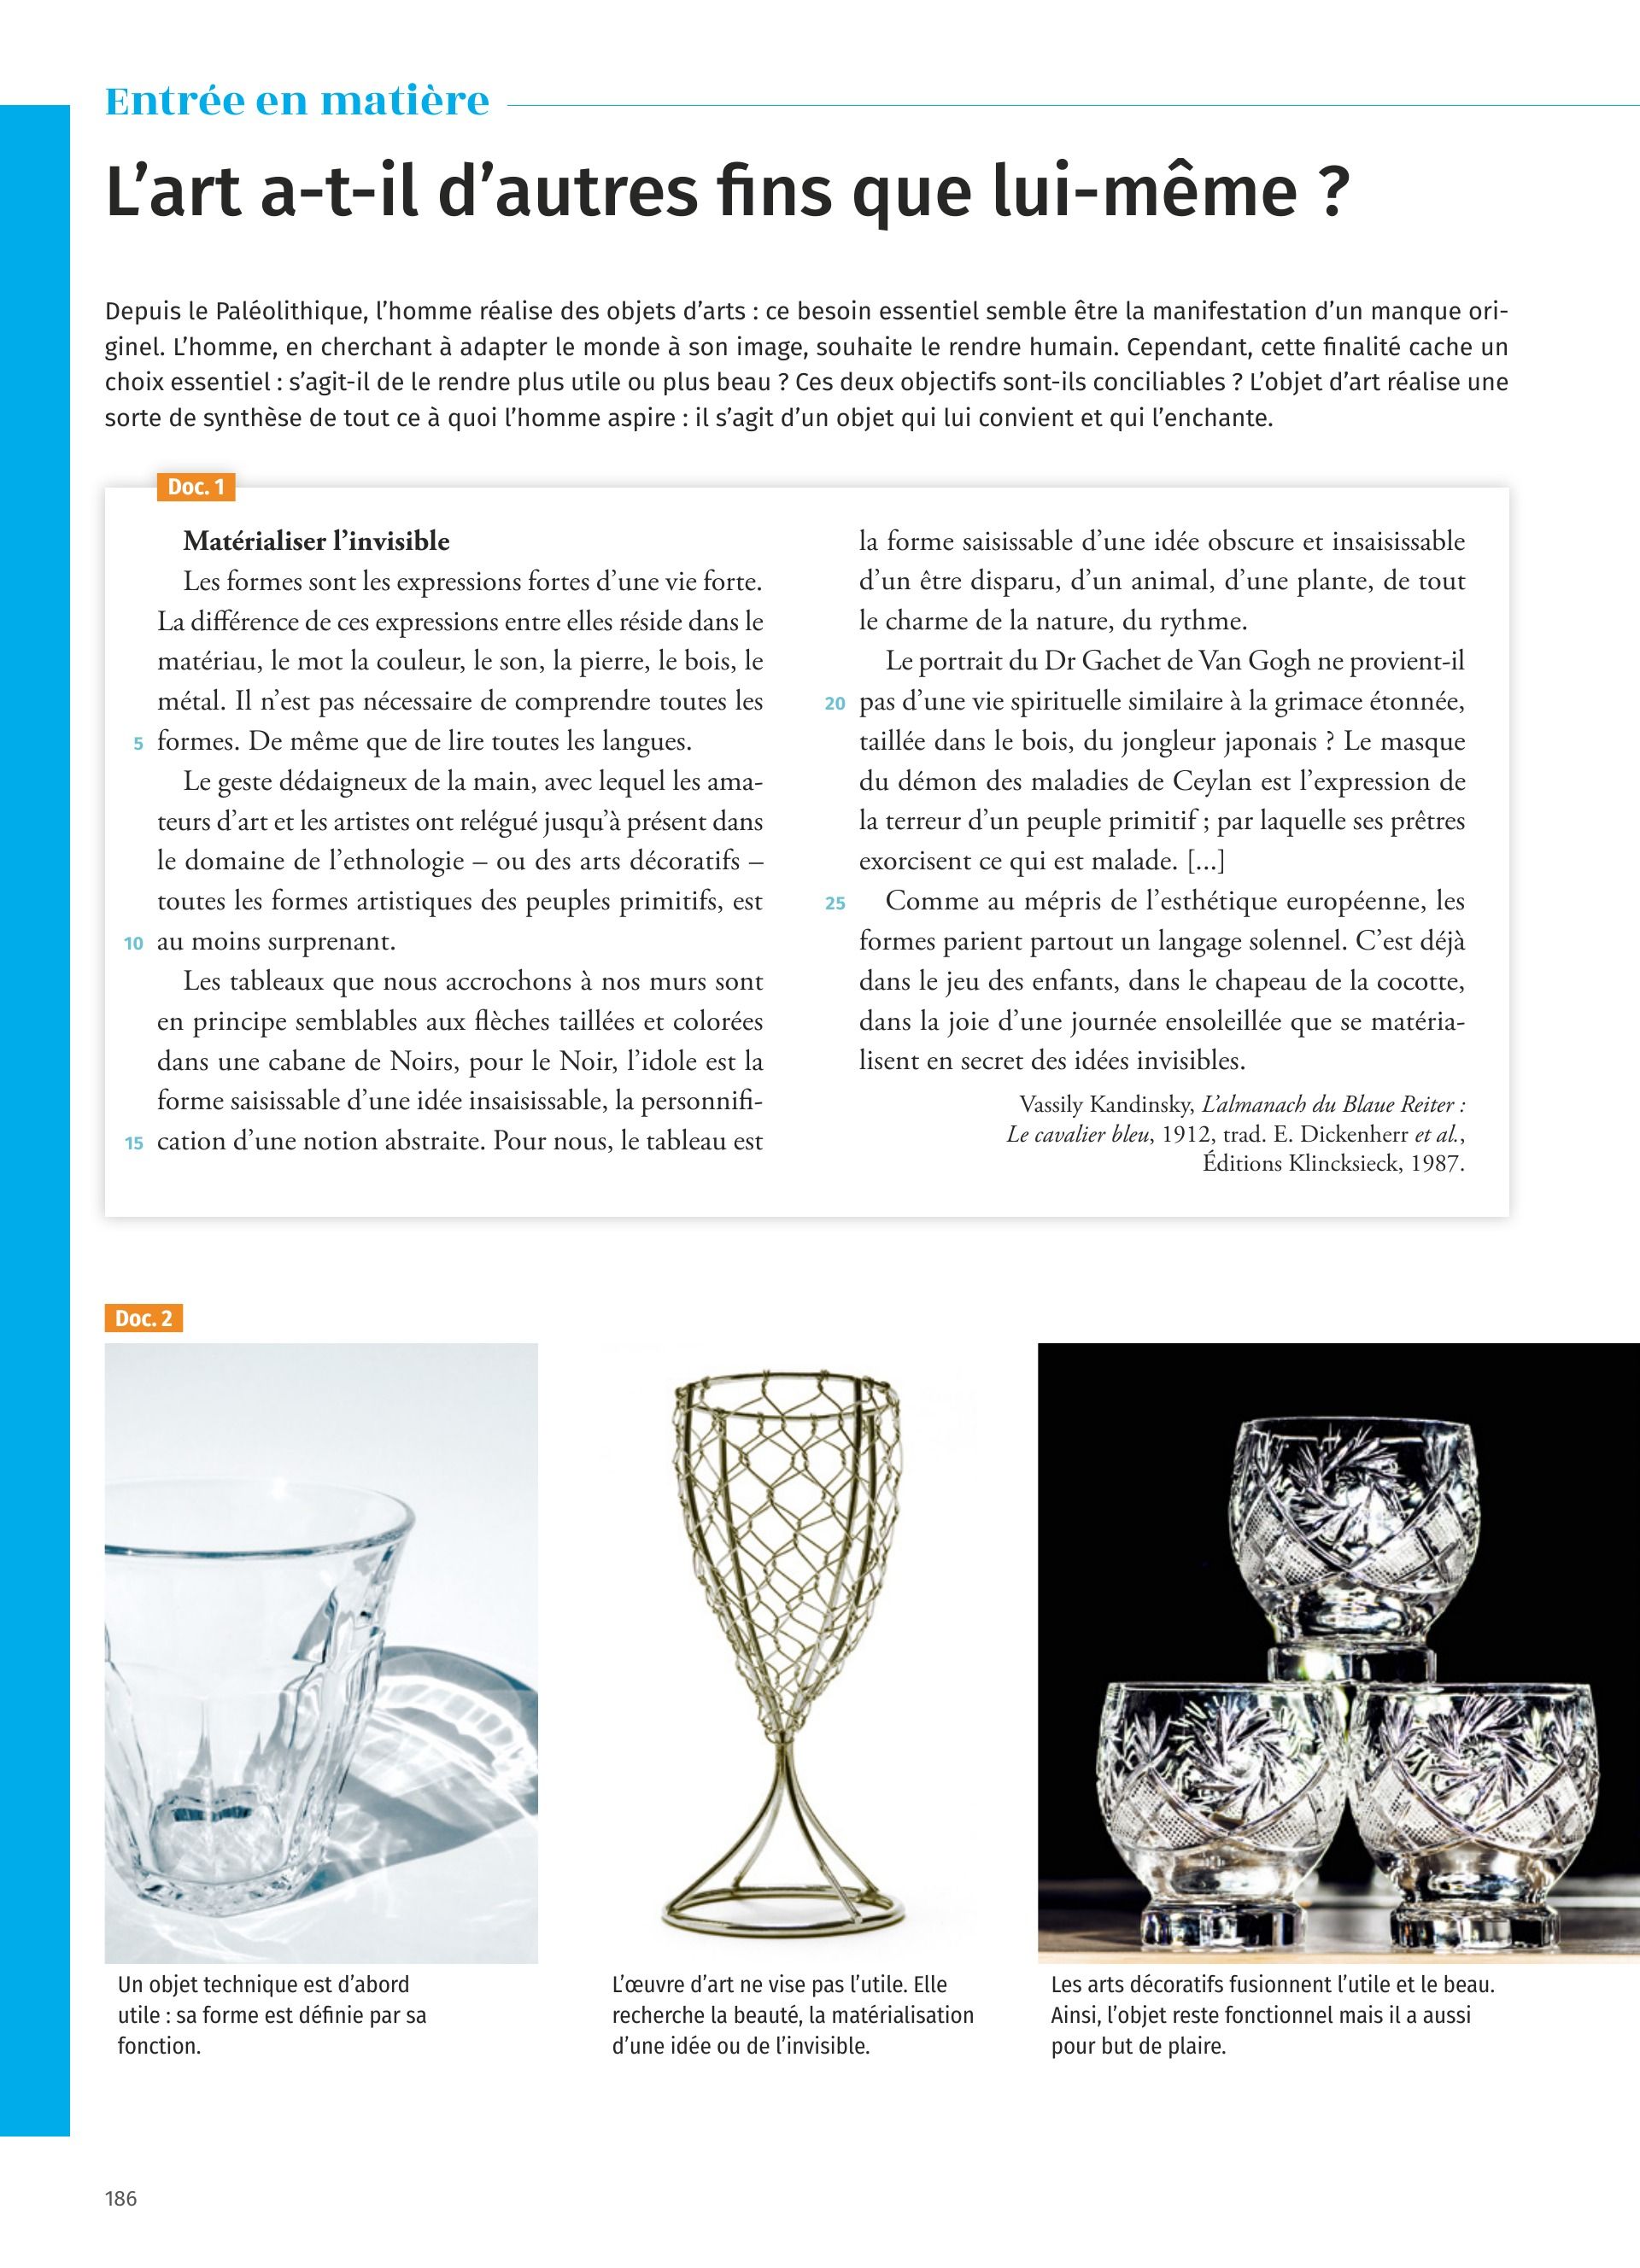 Entrée en matière
L’art a-t-il d’autres fins que lui-même ?
Depuis le Paléolithique, l’homme réalise des objets d’arts : ce besoin essentiel semble être la manifestation d’un manque ori-
ginel. L’homme, en cherchant à adapter le monde à son image, souhaite le rendre humain. Cependant, cette finalité cache un
choix essentiel : s’agit-il de le rendre plus utile ou plus beau ? Ces deux objectifs sont-ils conciliables ? L’objet d’art réalise une
sorte de synthèse de tout ce à quoi l’homme aspire : il s’agit d’un objet qui lui convient et qui l’enchante.
Doc. 1
Matérialiser l’invisible
Les formes sont les expressions fortes d’une vie forte.
La différence de ces expressions entre elles réside dans le
matériau, le mot la couleur, le son, la pierre, le bois, le
métal. Il n’est pas nécessaire de comprendre toutes les
5 formes. De même que de lire toutes les langues.
Le geste dédaigneux de la main, avec lequel les ama-
teurs d’art et les artistes ont relégué jusqu’à présent dans
le domaine de l’ethnologie – ou des arts décoratifs –
toutes les formes artistiques des peuples primitifs, est
10 au moins surprenant.
Les tableaux que nous accrochons à nos murs sont
en principe semblables aux flèches taillées et colorées
dans une cabane de Noirs, pour le Noir, l’idole est la
forme saisissable d’une idée insaisissable, la personnifi-
15 cation d’une notion abstraite. Pour nous, le tableau est
la forme saisissable d’une idée obscure et insaisissable
d’un être disparu, d’un animal, d’une plante, de tout
le charme de la nature, du rythme.
Le portrait du Dr Gachet de Van Gogh ne provient-il
20 pas d’une vie spirituelle similaire à la grimace étonnée,
taillée dans le bois, du jongleur japonais ? Le masque
du démon des maladies de Ceylan est l’expression de
la terreur d’un peuple primitif ; par laquelle ses prêtres
exorcisent ce qui est malade. [...]
25 Comme au mépris de l’esthétique européenne, les
formes parient partout un langage solennel. C’est déjà
dans le jeu des enfants, dans le chapeau de la cocotte,
dans la joie d’une journée ensoleillée que se matéria-
lisent en secret des idées invisibles.
Vassily Kandinsky, L’almanach du Blaue Reiter :
Le cavalier bleu, 1912, trad. E. Dickenherr et al.,
Éditions Klincksieck, 1987.
Doc. 2
Un objet technique est d’abord
utile : sa forme est définie par sa
fonction.
L’œuvre d’art ne vise pas l’utile. Elle
recherche la beauté, la matérialisation
d’une idée ou de l’invisible.
Les arts décoratifs fusionnent l’utile et le beau.
Ainsi, l’objet reste fonctionnel mais il a aussi
pour but de plaire.
186